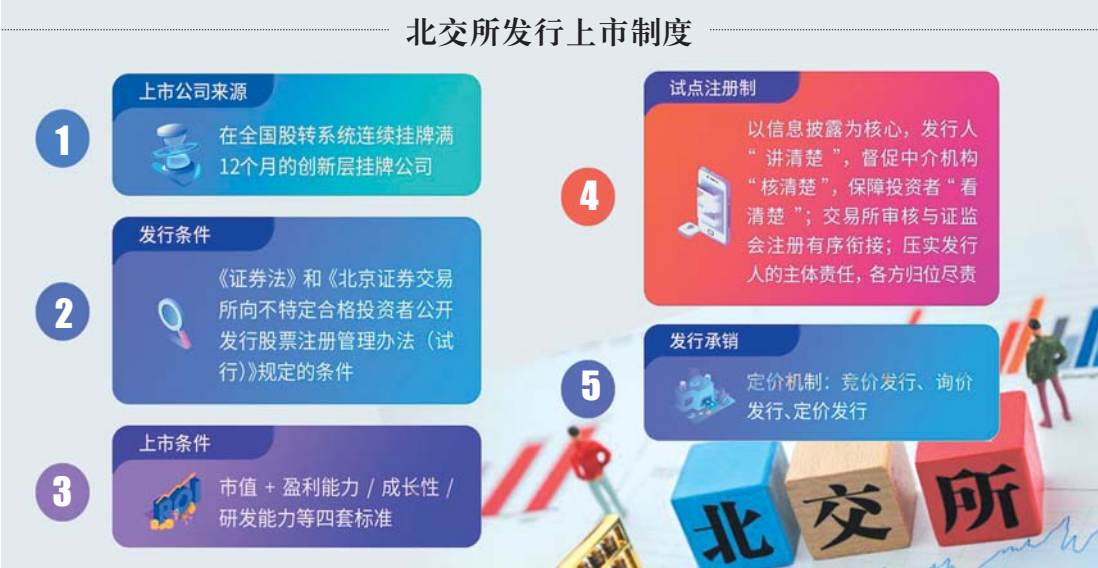 北交所发行上市制度
1
上市公司来源
在全国股转系统连续挂牌满
12个月的创新层挂牌公司
2
发行条件
《证券法》和《北京证券交易
所向不特定合格投资者公开
发行股票注册管理办法（试
行）》规定的条件
3
上市条件
市值 + 盈利能力 / 成长性 /
研发能力等四套标准
4
试点注册制
以信息披露为核心，发行人
“ 讲清楚 ”，督促中介机构
“核清楚”，保障投资者“看
清楚 ”；交易所审核与证监
会注册有序衔接；压实发行
人的主体责任，各方归位尽责
5
发行承销
定价机制：竞价发行、询价
发行、定价发行
北 交 所